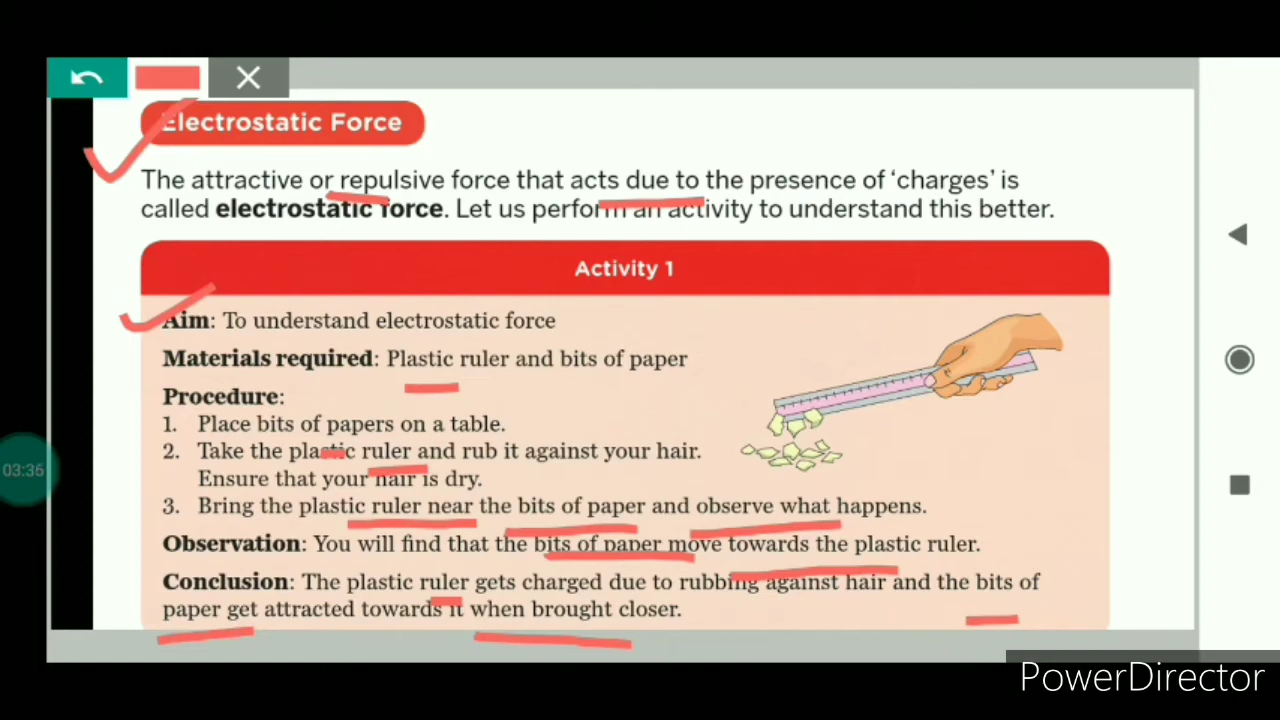 Electrostatic Force
The attractive or repulsive force that acts due to the presence of ‘charges’ is
called electrostatic force. Let us perform an activity to understand this better.
Activity 1
Aim: To understand electrostatic force
Materials required: Plastic ruler and bits of paper
Procedure:
1. Place bits of papers on a table.
2. Take the plastic ruler and rub it against your hair.
Ensure that your hair is dry.
3. Bring the plastic ruler near the bits of paper and observe what happens.
03:36
Observation: You will find that the bits of paper move towards the plastic ruler.
Conclusion: The plastic ruler gets charged due to rubbing against hair and the bits of
paper get attracted towards it when brought closer.
PowerDirector